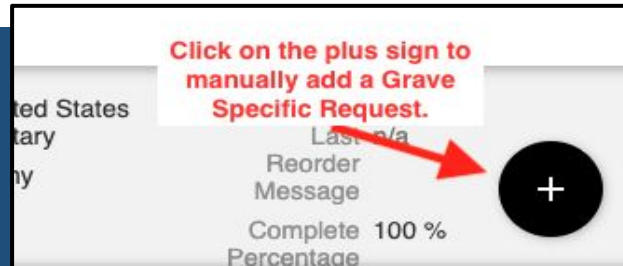 Click on the plus sign to
manually add a Grave
Specific Request.
ted States
tary
ny
Last n/a
Reorder
Message
Complete 100 %
Percentage
+